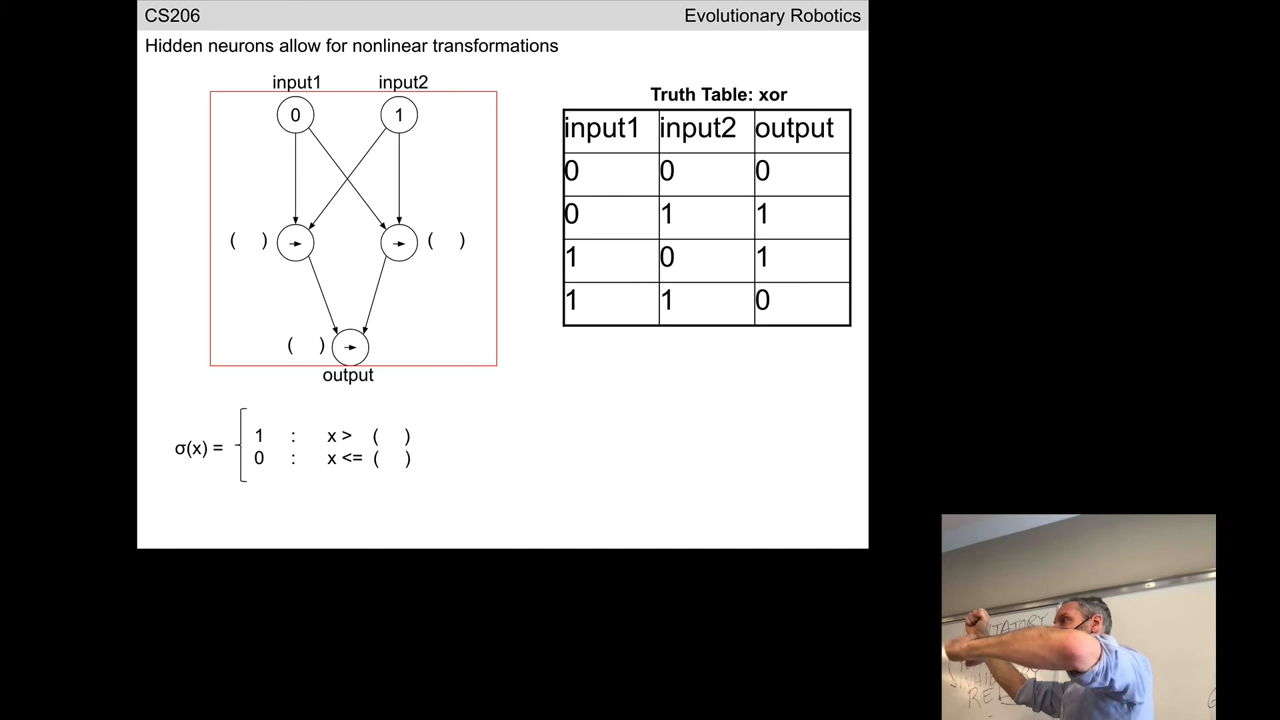 CS206 Evolutionary Robotics
Hidden neurons allow for nonlinear transformations
input1 input2
0 1
( ) ( )
( )
output
σ(x) =
1 : x > ( )
0 : x <= ( )
Truth Table: xor
input1 input2 output
0 0 0
0 1 1
1 0 1
1 1 0